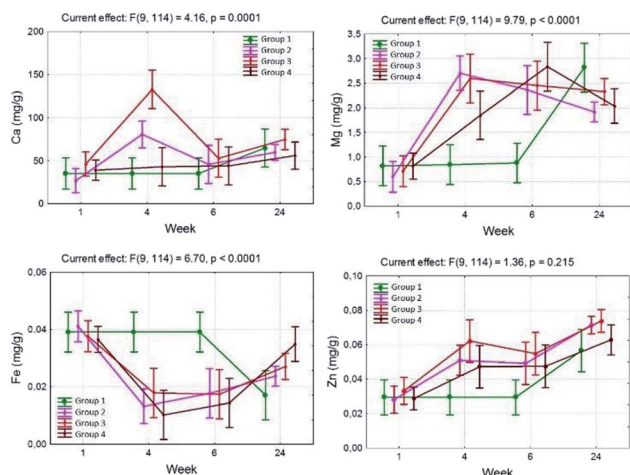 Current effect: F(9, 114) = 4.16, p = 0.0001
Ca (mg/g)
200
150
100
50
0
Group 1
Group 2
Group 3
Group 4
1 4 6 24
Week
Current effect: F(9, 114) = 9.79, p < 0.0001
Mg (mg/g)
3,5
3,0
2,5
2,0
1,5
1,0
0,5
0,0
Group 1
Group 2
Group 3
Group 4
1 4 6 24
Week
Current effect: F(9, 114) = 6.70, p < 0.0001
Fe (mg/g)
0,06
0,04
0,02
0,00
Group 1
Group 2
Group 3
Group 4
1 4 6 24
Week
Current effect: F(9, 114) = 1.36, p = 0.215
Zn (mg/g)
0,10
0,08
0,06
0,04
0,02
0,00
Group 1
Group 2
Group 3
Group 4
1 4 6 24
Week